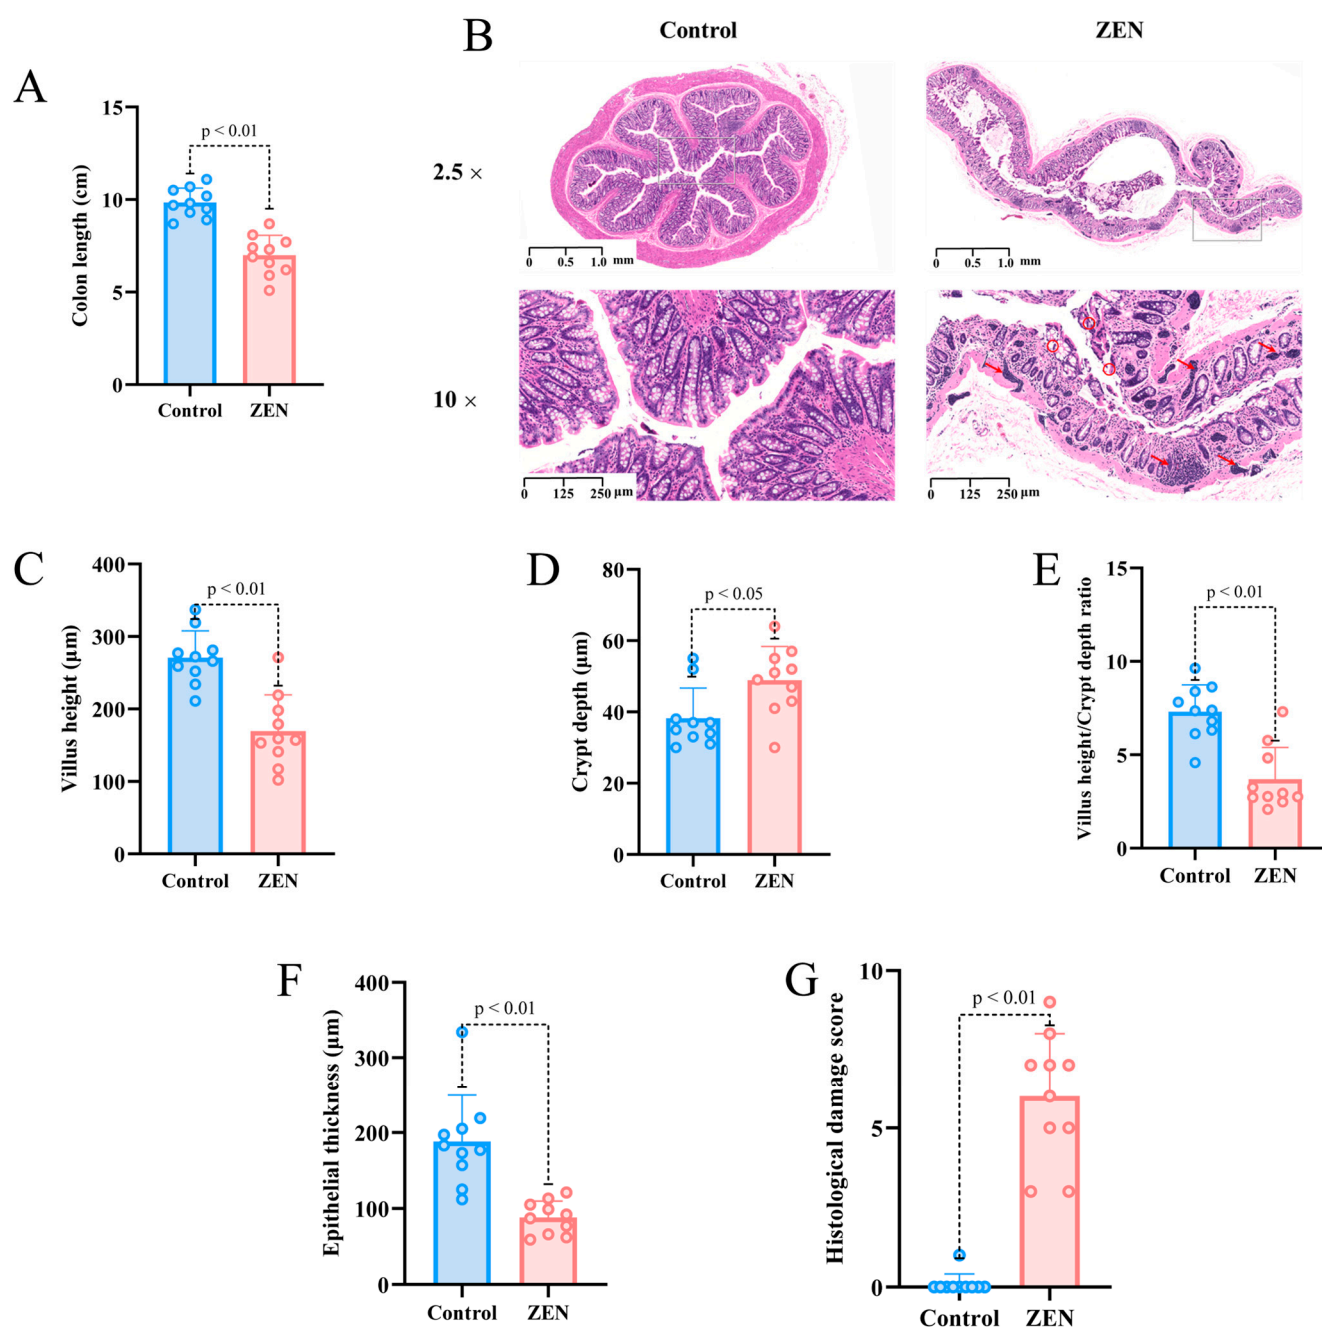 A
Colon length (cm)
15
10
5
0
p < 0.01
Control
ZEN
B
Control
ZEN
2.5 ×
0 0.5 1.0 mm
0 0.5 1.0 mm
10 ×
0 125 250 μm
0 125 250 μm
C
Villus height (μm)
400
300
200
100
0
p < 0.01
Control
ZEN
D
Crypt depth (μm)
80
60
40
20
0
p < 0.05
Control
ZEN
E
Villus height/Crypt depth ratio
15
10
5
0
p < 0.01
Control
ZEN
F
Epithelial thickness (μm)
400
300
200
100
0
p < 0.01
Control
ZEN
G
Histological damage score
10
5
0
p < 0.01
Control
ZEN